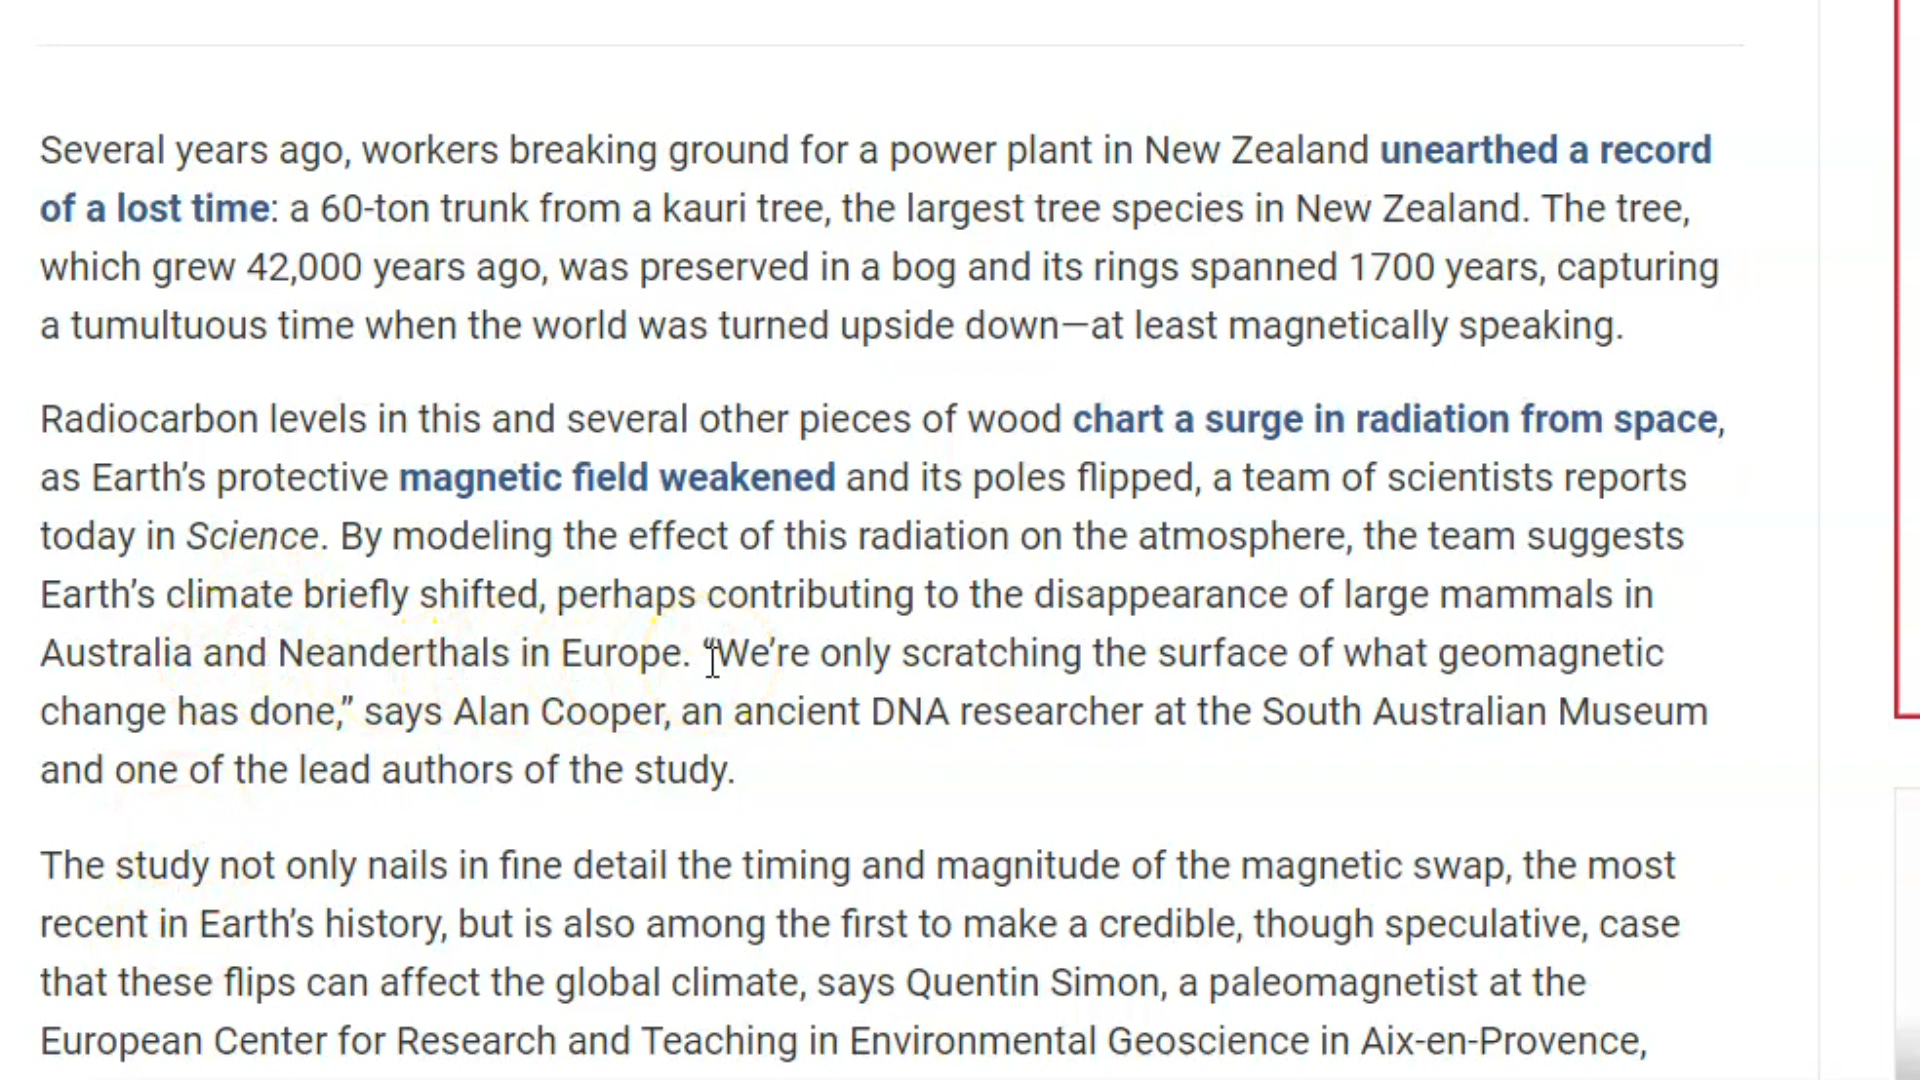 Several years ago, workers breaking ground for a power plant in New Zealand unearthed a record
of a lost time: a 60-ton trunk from a kauri tree, the largest tree species in New Zealand. The tree,
which grew 42,000 years ago, was preserved in a bog and its rings spanned 1700 years, capturing
a tumultuous time when the world was turned upside down—at least magnetically speaking.
Radiocarbon levels in this and several other pieces of wood chart a surge in radiation from space,
as Earth’s protective magnetic field weakened and its poles flipped, a team of scientists reports
today in Science. By modeling the effect of this radiation on the atmosphere, the team suggests
Earth’s climate briefly shifted, perhaps contributing to the disappearance of large mammals in
Australia and Neanderthals in Europe. “We’re only scratching the surface of what geomagnetic
change has done,” says Alan Cooper, an ancient DNA researcher at the South Australian Museum
and one of the lead authors of the study.
The study not only nails in fine detail the timing and magnitude of the magnetic swap, the most
recent in Earth’s history, but is also among the first to make a credible, though speculative, case
that these flips can affect the global climate, says Quentin Simon, a paleomagnetist at the
European Center for Research and Teaching in Environmental Geoscience in Aix-en-Provence,